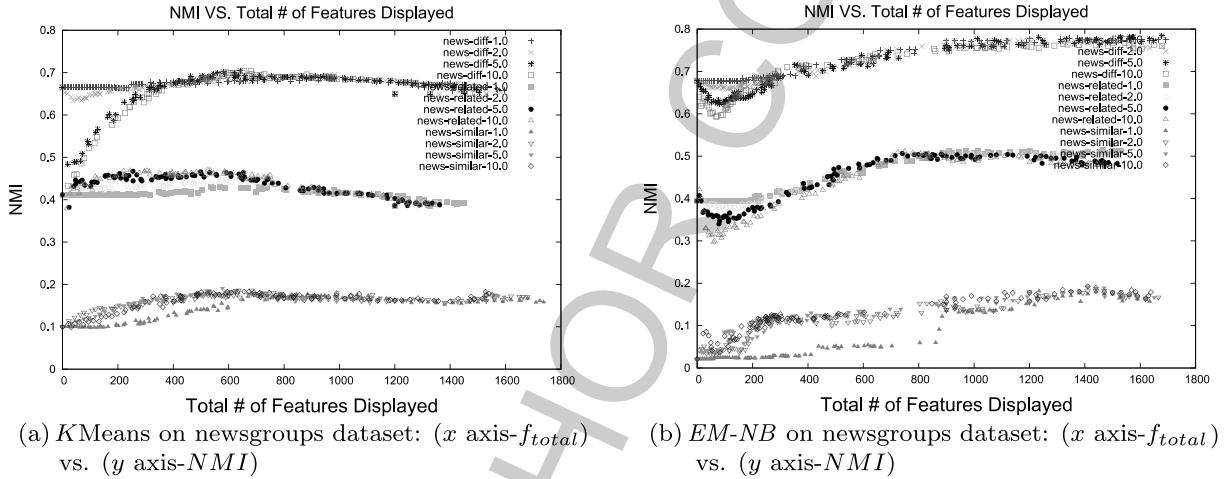 NMI VS. Total # of Features Displayed
0.8
0.7
0.6
0.5
0.4
0.3
0.2
0.1
0
NMI
news-diff-1.0
news-diff-2.0
news-diff-5.0
news-diff-10.0
news-related-1.0
news-related-2.0
news-related-5.0
news-related-10.0
news-similar-1.0
news-similar-2.0
news-similar-5.0
news-similar-10.0
0 200 400 600 800 1000 1200 1400 1600 1800
Total # of Features Displayed
(a) KMeans on newsgroups dataset: (x axis-f_total)
vs. (y axis-NMI)
NMI VS. Total # of Features Displayed
0.8
0.7
0.6
0.5
0.4
0.3
0.2
0.1
0
NMI
news-diff-2.0
news-diff-5.0
news-diff-10.0
news-related-1.0
news-related-2.0
news-related-5.0
news-related-10.0
news-similar-1.0
news-similar-2.0
news-similar-5.0
news-similar-10.0
0 200 400 600 800 1000 1200 1400 1600 1800
Total # of Features Displayed
(b) EM-NB on newsgroups dataset: (x axis-f_total)
vs. (y axis-NMI)
HOR CO